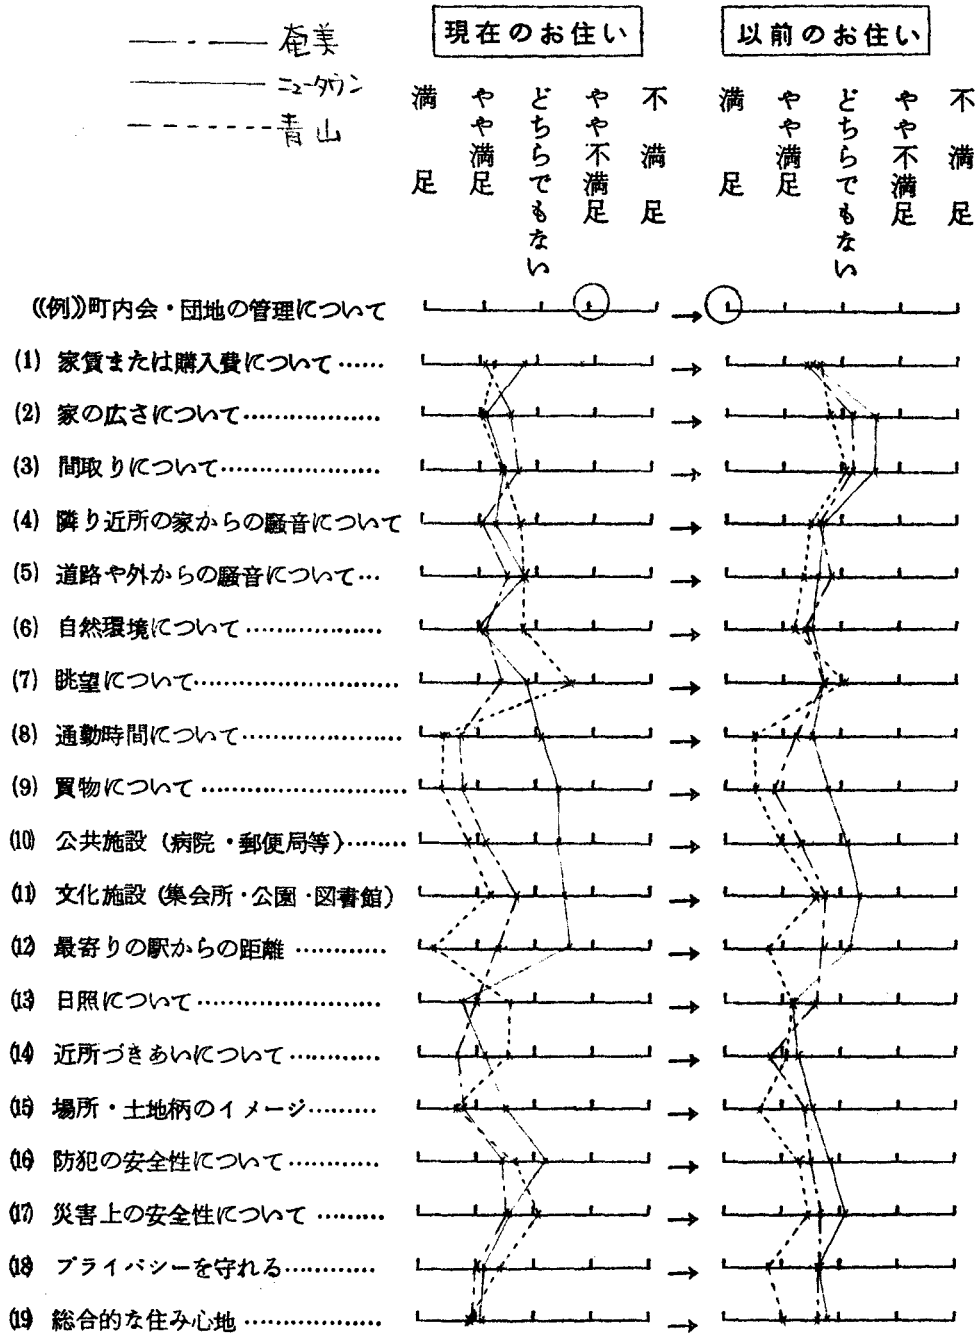 奄美
ニュータウン
青山
現在のお住い
以前のお住い
満足
やや満足
どちらでもない
やや不満足
不満足
満足
やや満足
どちらでもない
やや不満足
不満足
((例))町内会・団地の管理について →
(1) 家賃または購入費について…… →
(2) 家の広さについて……………… →
(3) 間取りについて………………… →
(4) 隣り近所の家からの騒音について →
(5) 道路や外からの騒音について… →
(6) 自然環境について……………… →
(7) 眺望について……………………… →
(8) 通勤時間について………………… →
(9) 買物について……………………… →
(10) 公共施設(病院・郵便局等)……… →
(11) 文化施設(集会所・公園・図書館) →
(12) 最寄りの駅からの距離………… →
(13) 日照について…………………… →
(14) 近所づきあいについて………… →
(15) 場所・土地柄のイメージ……… →
(16) 防犯の安全性について………… →
(17) 災害上の安全性について……… →
(18) プライバシーを守れる………… →
(19) 総合的な住み心地……………… →